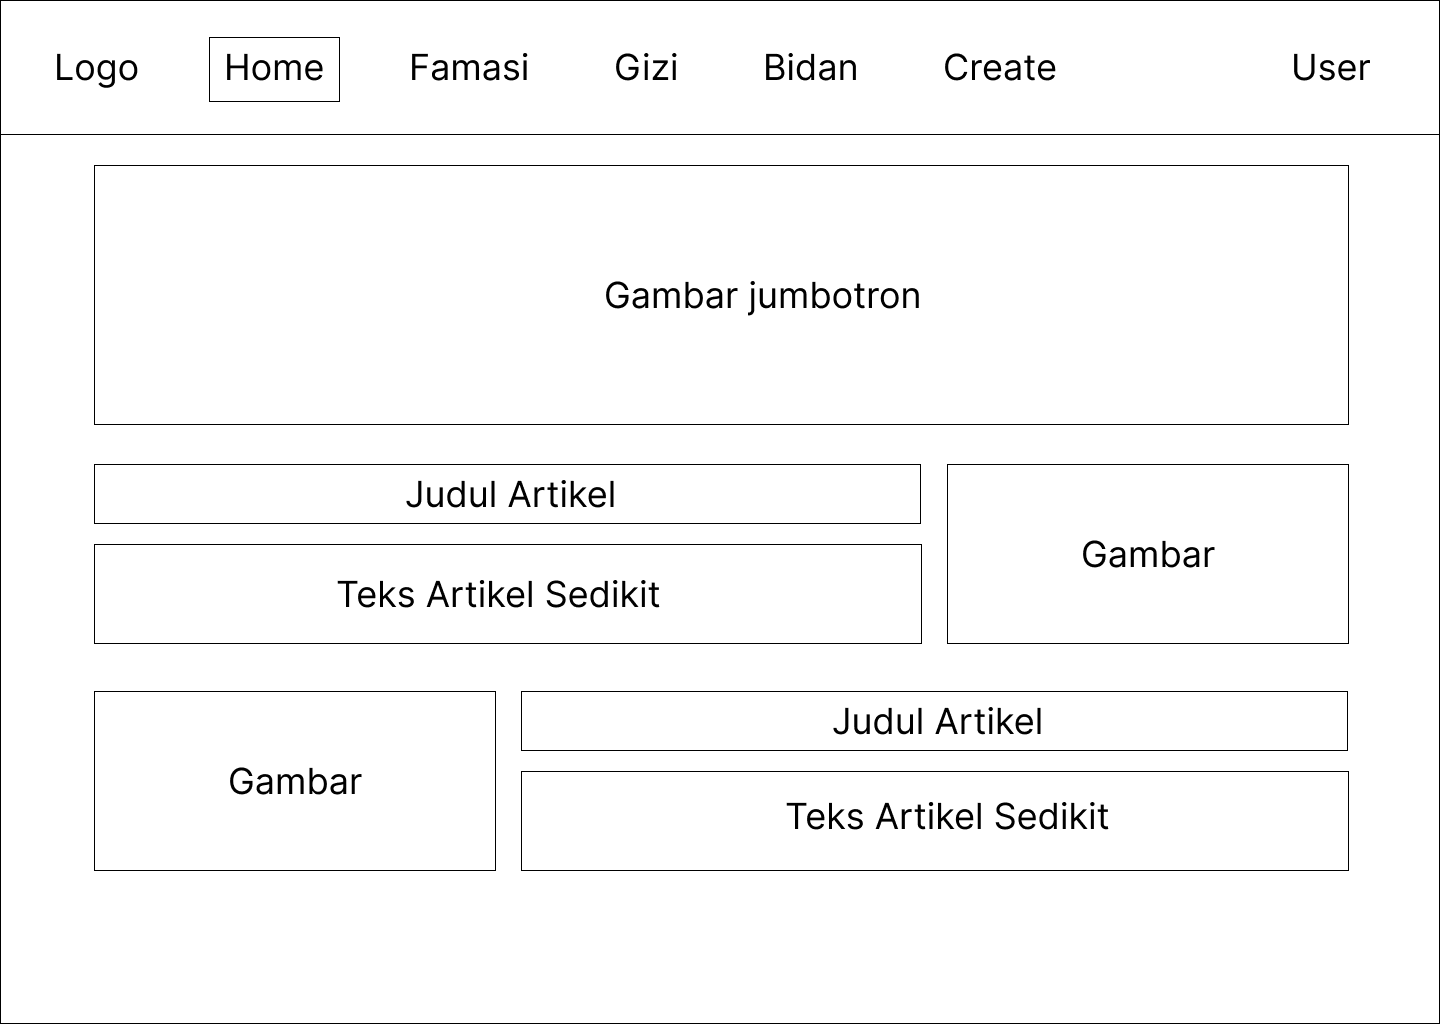 Logo Home Famasi Gizi Bidan Create User
Gambar jumbotron
Judul Artikel
Teks Artikel Sedikit
Gambar
Gambar
Judul Artikel
Teks Artikel Sedikit